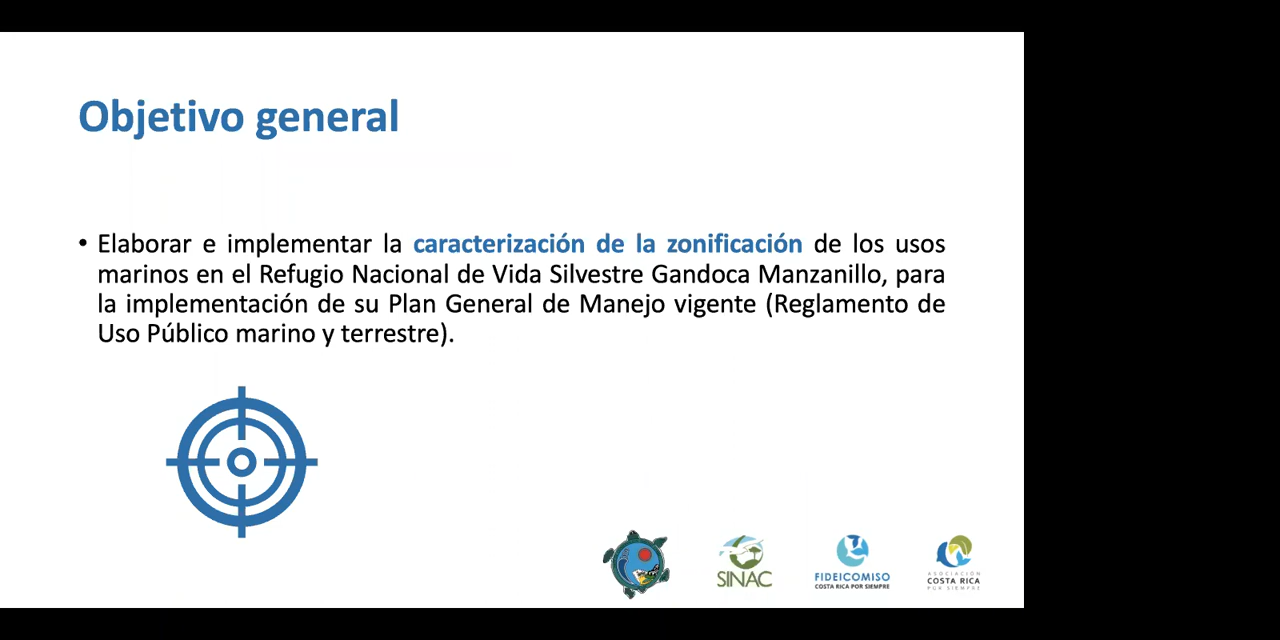 Objetivo general
• Elaborar e implementar la caracterización de la zonificación de los usos
marinos en el Refugio Nacional de Vida Silvestre Gandoca Manzanillo, para
la implementación de su Plan General de Manejo vigente (Reglamento de
Uso Público marino y terrestre).
SINAC
FIDEICOMISO
COSTA RICA POR SIEMPRE
ASOCIACIÓN
COSTA RICA
POR SIEMPRE